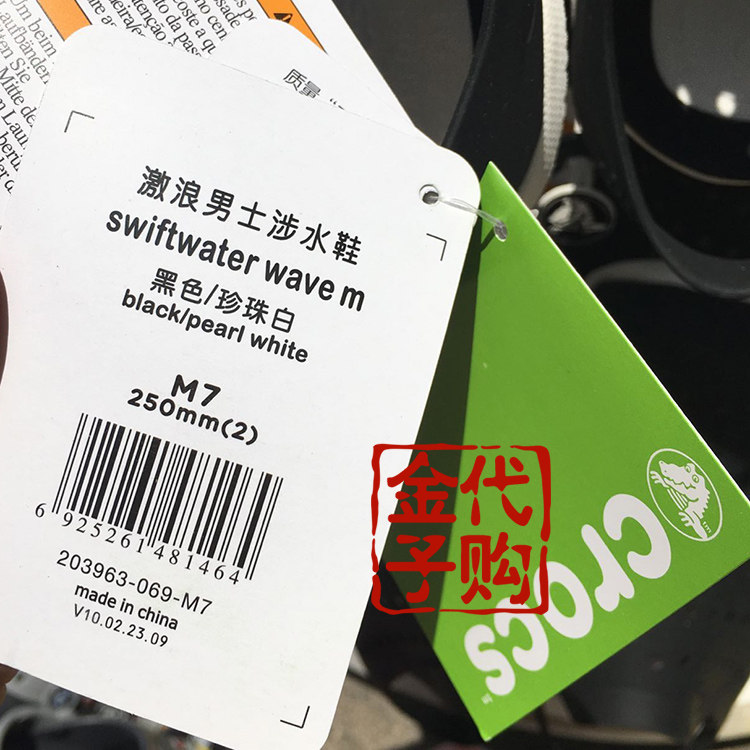 质量
激浪男士涉水鞋
swiftwater wave m
黑色/珍珠白
black/pearl white
M7
250mm(2)
6 925261 481464
203963-069-M7
made in china
V10.02.23.09
crocs
金子
代购